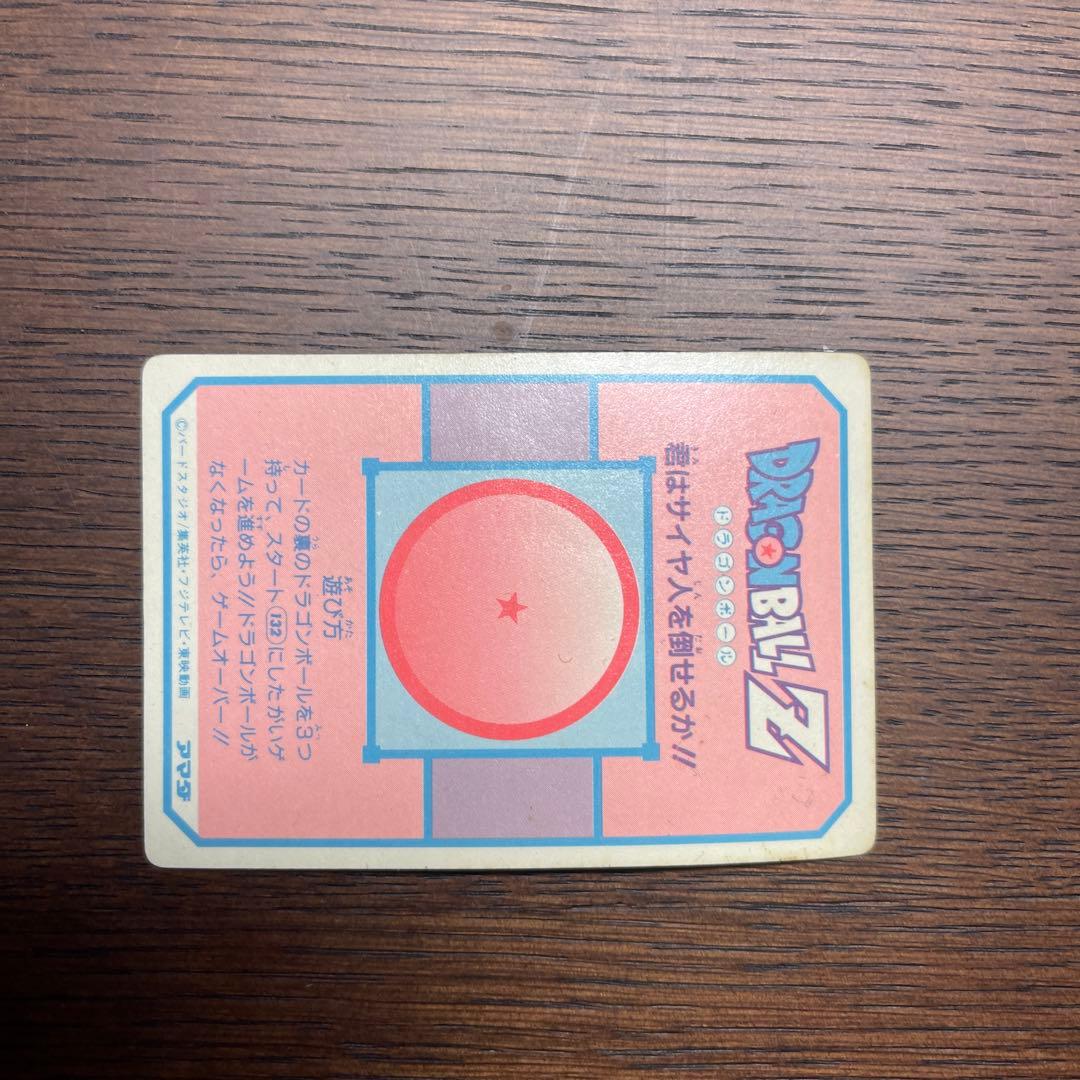 DRAGON BALL Z
ドラゴンボール
君はサイヤ人を倒せるか!!
遊び方
カードの裏のドラゴンボールを3つ
持って、スタート132にしたがいゲ
ームを進めよう!!ドラゴンボールが
なくなったら、ゲームオーバー!!
©バードスタジオ/集英社・フジテレビ・東映動画
アマダ